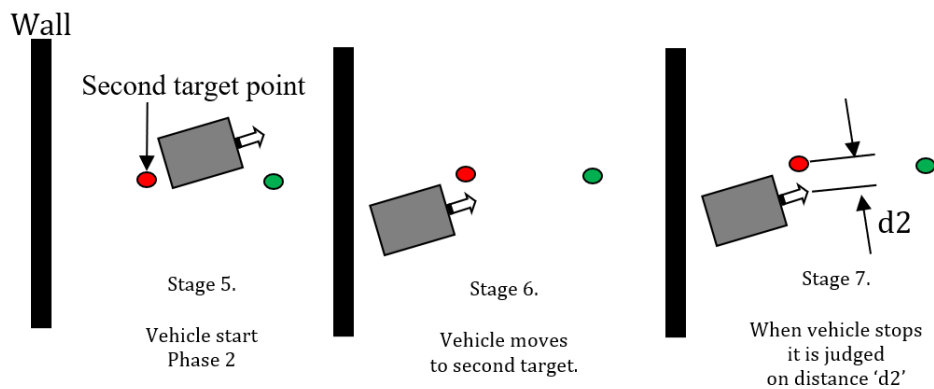 Wall
Second target point
Stage 5.
Vehicle start
Phase 2
Stage 6.
Vehicle moves
to second target.
d2
Stage 7.
When vehicle stops
it is judged
on distance ‘d2’